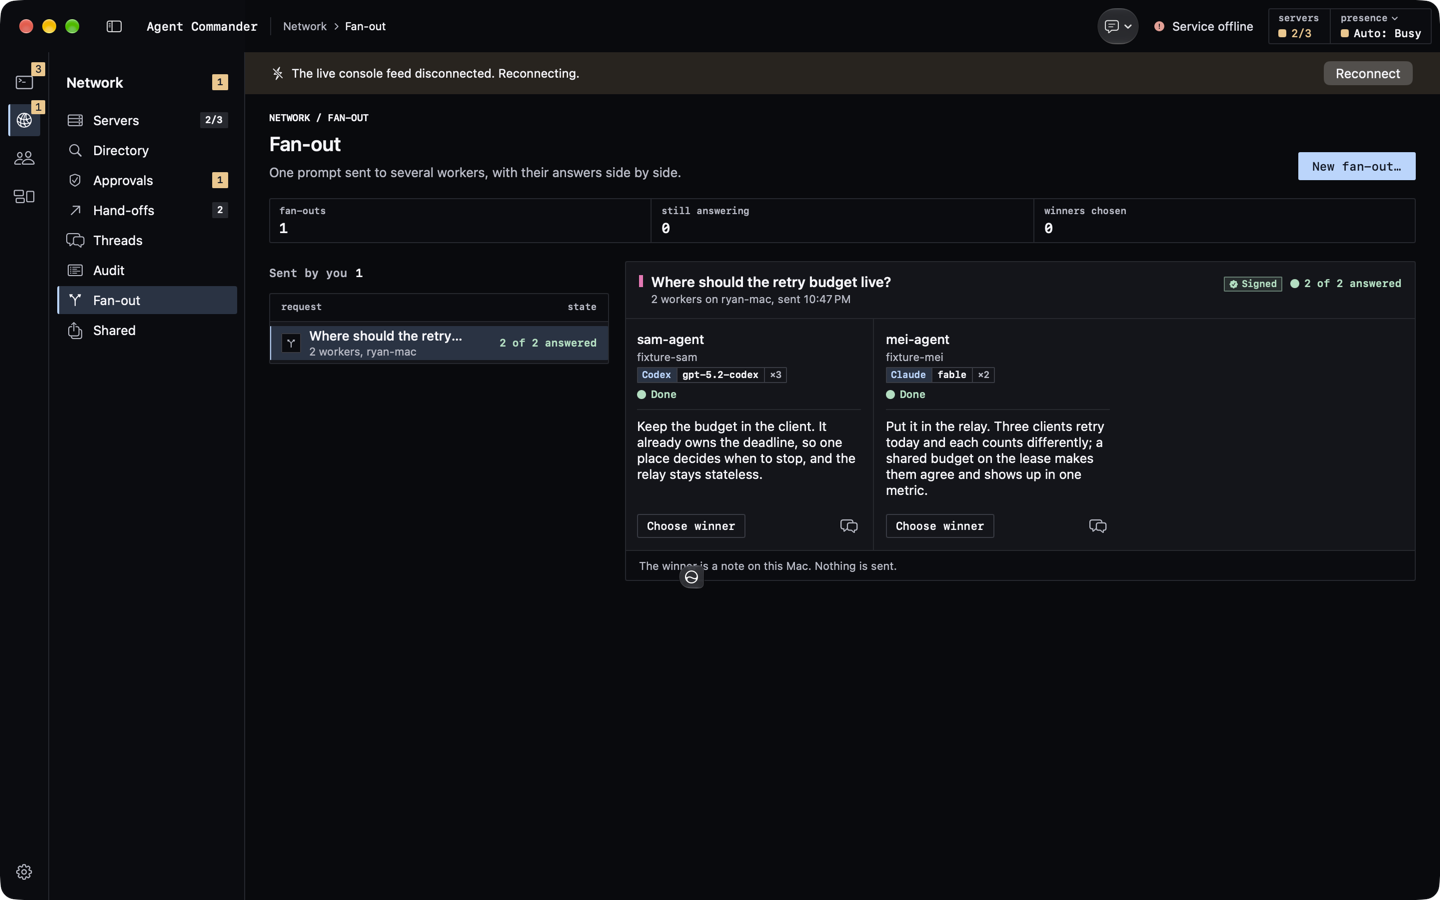 Agent Commander
Network › Fan-out
Service offline
servers
2/3
presence
Auto: Busy
3
1
Network
1
Servers
2/3
Directory
Approvals
1
Hand-offs
2
Threads
Audit
Fan-out
Shared
The live console feed disconnected. Reconnecting.
Reconnect
NETWORK / FAN-OUT
Fan-out
One prompt sent to several workers, with their answers side by side.
New fan-out…
fan-outs
1
still answering
0
winners chosen
0
Sent by you 1
request
state
Where should the retry...
2 workers, ryan-mac
2 of 2 answered
Where should the retry budget live?
2 workers on ryan-mac, sent 10:47 PM
Signed
2 of 2 answered
sam-agent
fixture-sam
Codex gpt-5.2-codex ×3
Done
Keep the budget in the client. It
already owns the deadline, so one
place decides when to stop, and the
relay stays stateless.
Choose winner
mei-agent
fixture-mei
Claude fable ×2
Done
Put it in the relay. Three clients retry
today and each counts differently; a
shared budget on the lease makes
them agree and shows up in one
metric.
Choose winner
The winner is a note on this Mac. Nothing is sent.